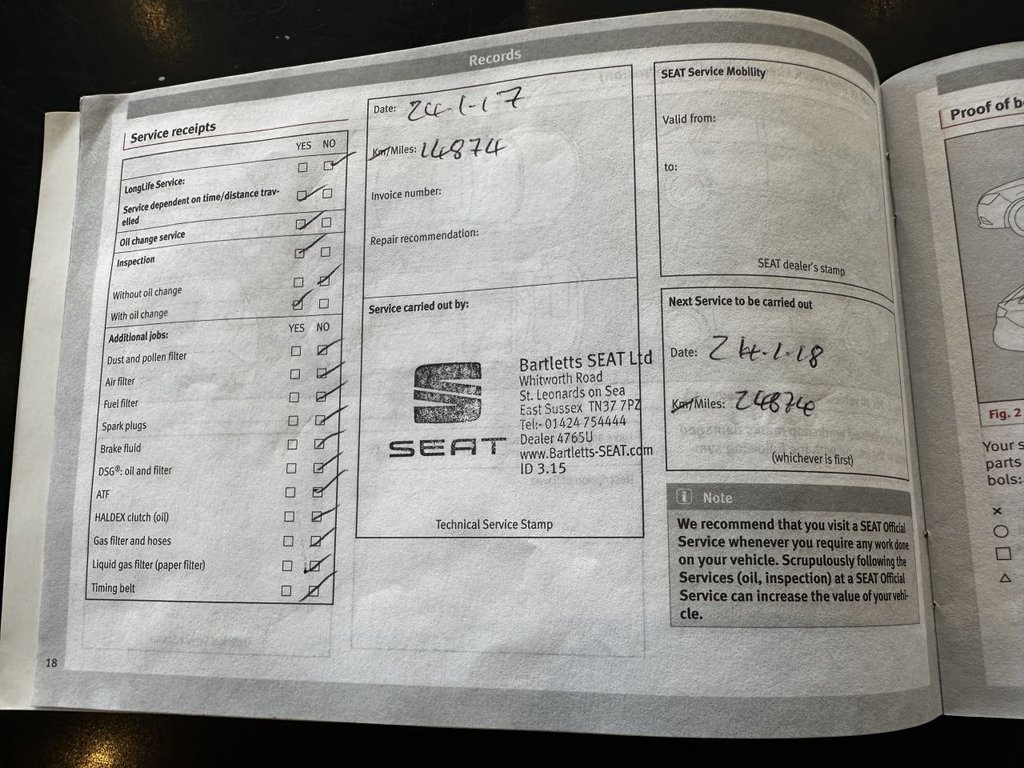 Records
Service receipts
YES NO
LongLife Service:
Service dependent on time/distance trav-
elled
Oil change service
Inspection
Without oil change
With oil change
Additional jobs: YES NO
Dust and pollen filter
Air filter
Fuel filter
Spark plugs
Brake fluid
DSG®: oil and filter
ATF
HALDEX clutch (oil)
Gas filter and hoses
Liquid gas filter (paper filter)
Timing belt
18
Date: 24-1-17
Km/Miles: 14874
Invoice number:
Repair recommendation:
Service carried out by:
SEAT
Bartletts SEAT Ltd
Whitworth Road
St. Leonards on Sea
East Sussex TN37 7PZ
Tel:- 01424 754444
Dealer 4765U
www.Bartletts-SEAT.com
ID 3.15
Technical Service Stamp
SEAT Service Mobility
Valid from:
to:
SEAT dealer's stamp
Next Service to be carried out
Date: 24.1.18
Km/Miles: 24874
(whichever is first)
i Note
We recommend that you visit a SEAT Official
Service whenever you require any work done
on your vehicle. Scrupulously following the
Services (oil, inspection) at a SEAT Official
Service can increase the value of your vehi-
cle.
Proof of b
Fig. 2
Your s
parts
bols: